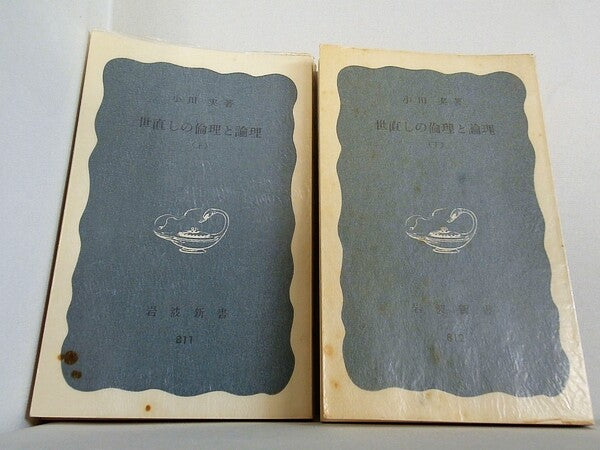 小田 実 著
世直しの倫理と論理
(上)
岩波新書
811
小田 実 著
世直しの倫理と論理
(下)
岩波新書
812